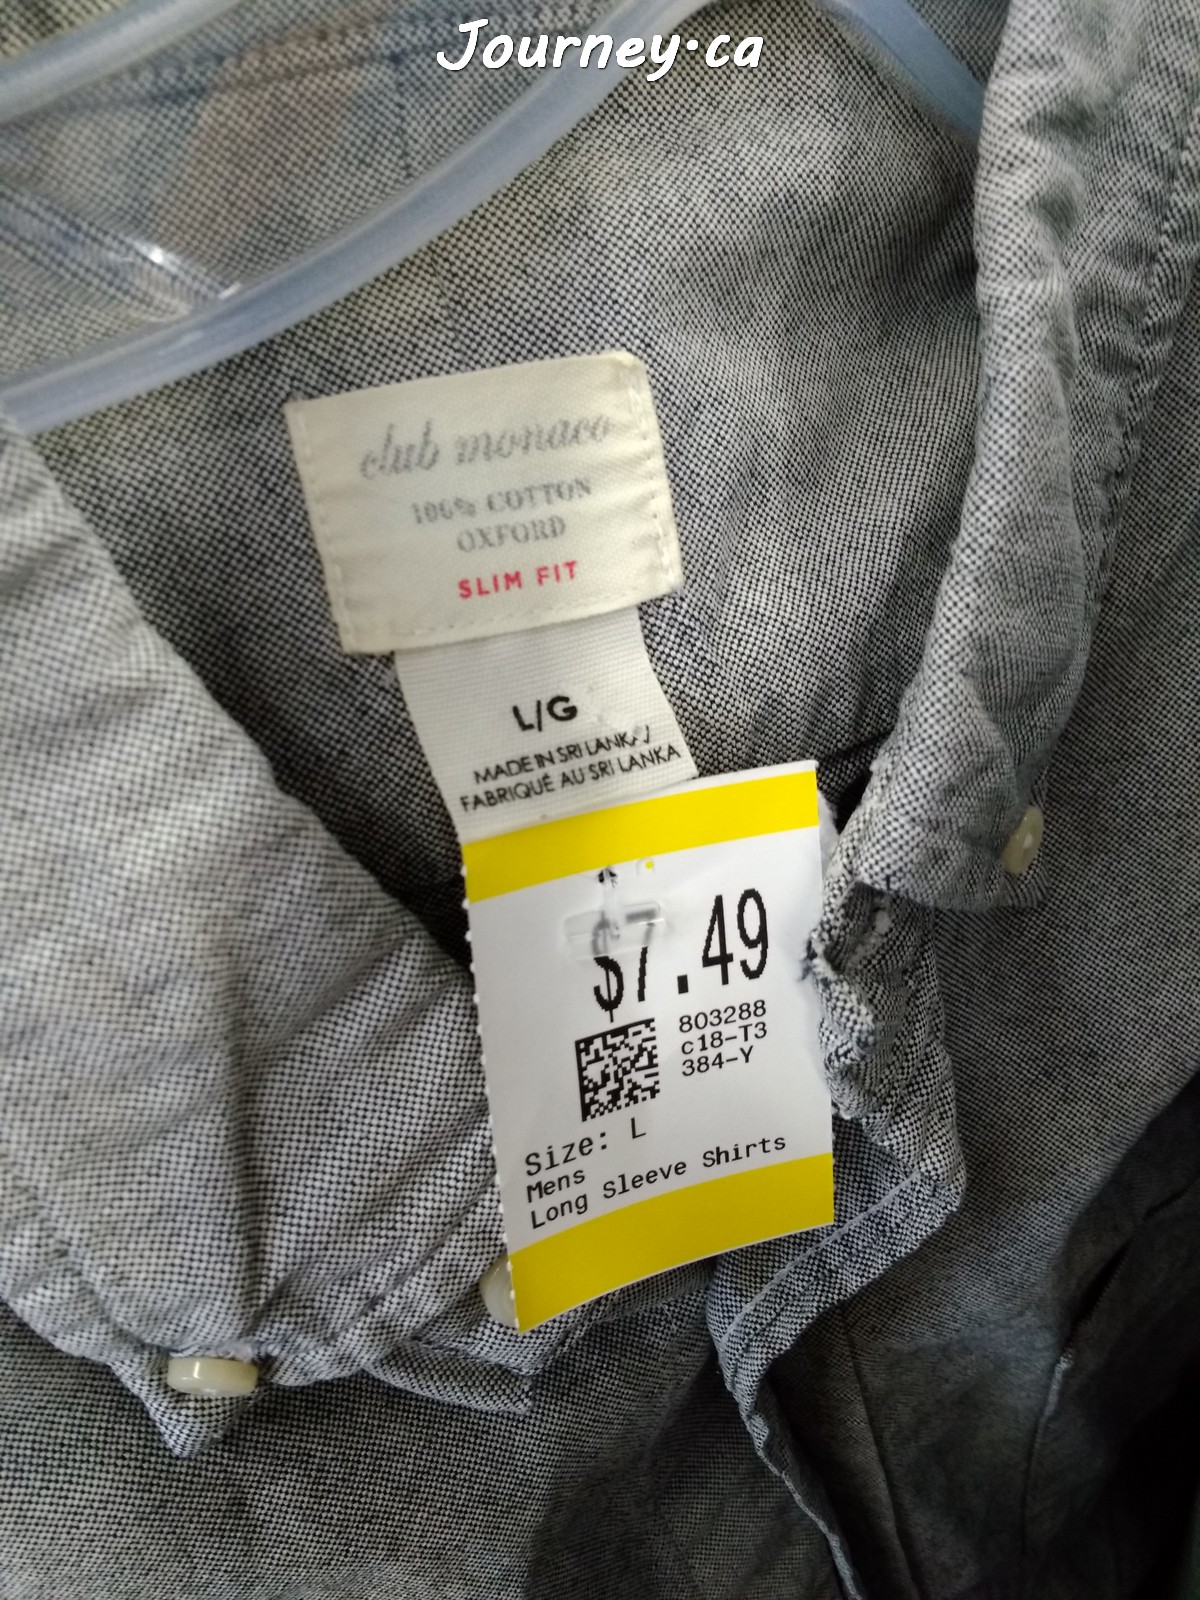 Journey.ca
club monaco
100% COTTON
OXFORD
SLIM FIT
L/G
MADE IN SRI LANKA/
FABRIQUÉ AU SRI LANKA
$7.49
803288
c18-T3
384-Y
Size: L
Mens
Long Sleeve Shirts